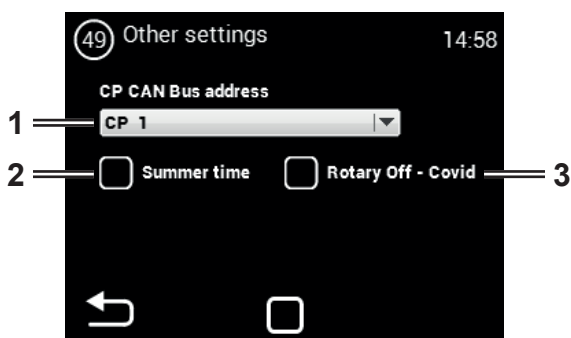 49 Other settings 14:58
CP CAN Bus address
1 CP 1
2 Summer time Rotary Off - Covid 3